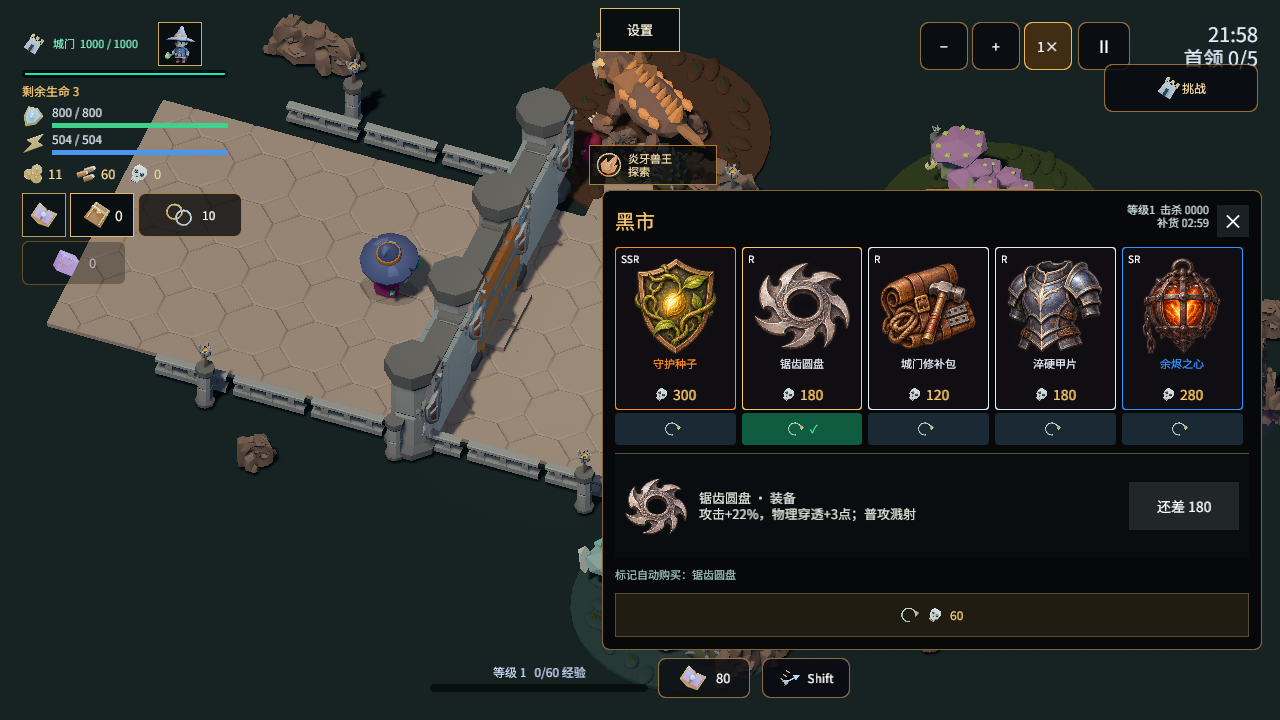 城门 1000 / 1000
设置
− + 1× II
21:58
首领 0/5
挑战
剩余生命 3
800 / 800
504 / 504
11 60 0
0 10
0
炎牙兽王
探索
黑市
等级1 击杀 0000
补货 02:59
SSR
守护种子
300
R
锯齿圆盘
180
R
城门修补包
120
R
淬硬甲片
180
SR
余烬之心
280
✓
锯齿圆盘 · 装备
攻击+22%，物理穿透+3点；普攻溅射
还差 180
标记自动购买：锯齿圆盘
60
等级 1 0/60 经验
80
Shift